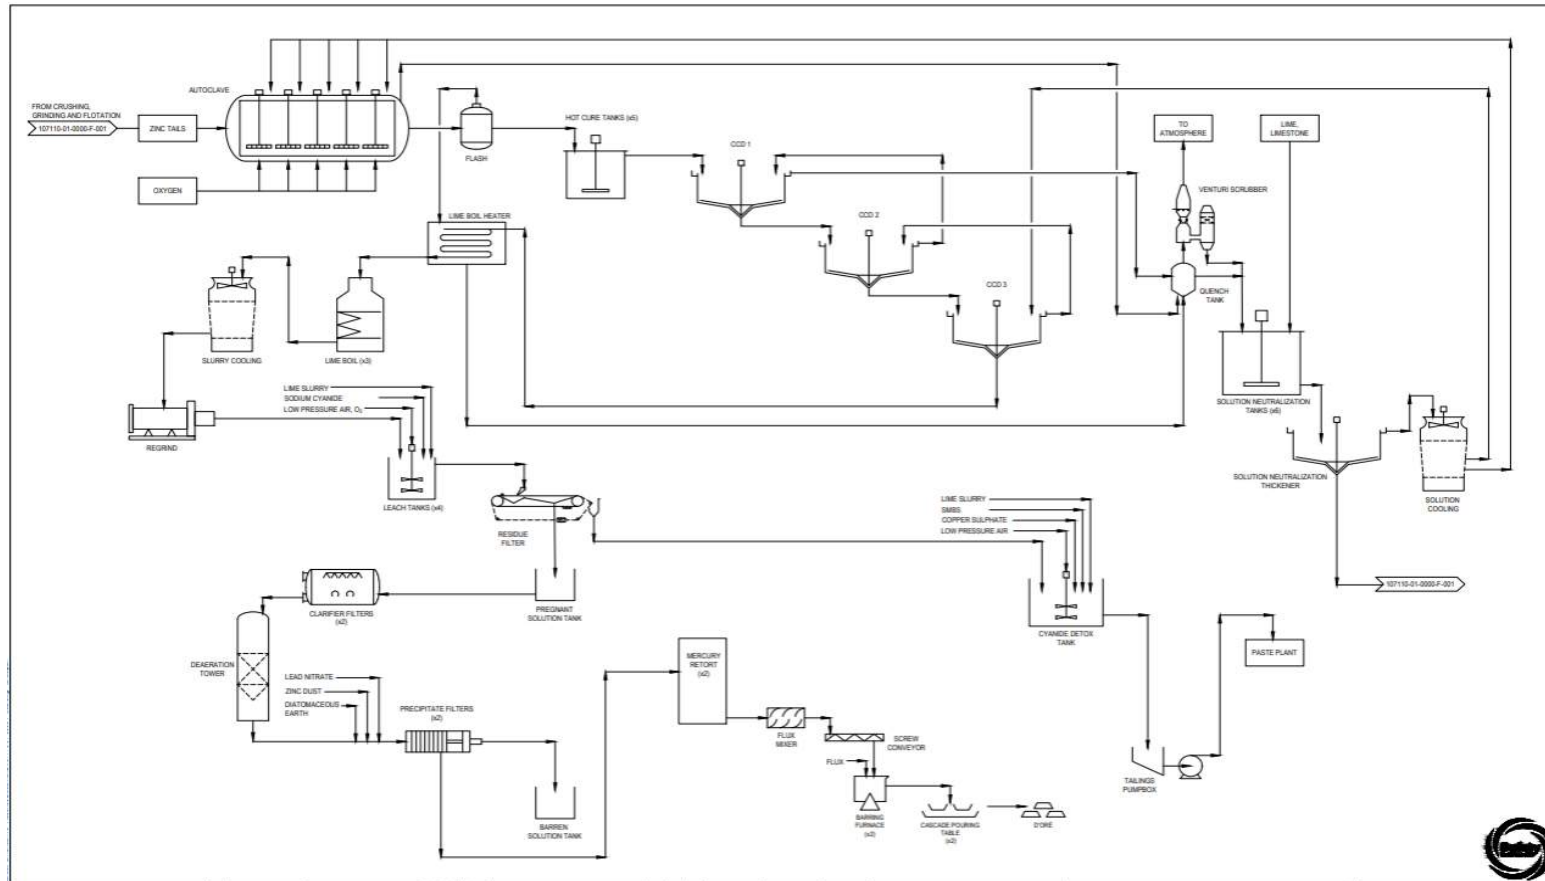 AUTOCLAVE
FROM CRUSHING,
GRINDING AND FLOTATION
107110-01-0000-F-001
ZINC TAILS
OXYGEN
FLASH
HOT CURE TANKS (x5)
CCD 1
CCD 2
CCD 3
TO
ATMOSPHERE
LIME,
LIMESTONE
VENTURI SCRUBBER
QUENCH
TANK
LIME BOIL HEATER
SLURRY COOLING
LIME BOIL (x3)
SOLUTION NEUTRALIZATION
TANKS (x6)
SOLUTION NEUTRALIZATION
THICKENER
SOLUTION
COOLING
107110-01-0000-F-001
REGRIND
LIME SLURRY
SODIUM CYANIDE
LOW PRESSURE AIR, O2
LEACH TANKS (x4)
RESIDUE
FILTER
LIME SLURRY
SMBS
COPPER SULPHATE
LOW PRESSURE AIR
CYANIDE DETOX
TANK
PREGNANT
SOLUTION TANK
CLARIFIER FILTERS
(x2)
DEAERATION
TOWER
LEAD NITRATE
ZINC DUST
DIATOMACEOUS
EARTH
PRECIPITATE FILTERS
(x2)
BARREN
SOLUTION TANK
MERCURY
RETORT
(x2)
FLUX
MIXER
SCREW
CONVEYOR
FLUX
BARRING
FURNACE
(x2)
CASCADE POURING
TABLE
(x2)
D'ORÉ
TAILINGS
PUMPBOX
PASTE PLANT